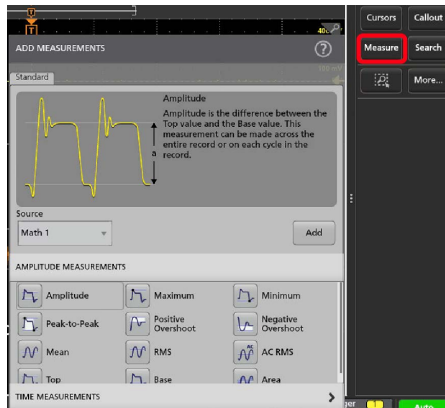 T
T
40
ADD MEASUREMENTS
?
Standard
Amplitude
Amplitude is the difference between the
Top value and the Base value. This
measurement can be made across the
entire record or on each cycle in the
record.
a
Source
Math 1
Add
AMPLITUDE MEASUREMENTS
Amplitude
Maximum
Minimum
Peak-to-Peak
Positive
Overshoot
Negative
Overshoot
Mean
RMS
AC RMS
Top
Base
Area
TIME MEASUREMENTS
Cursors
Callout
Measure
Search
More...
ger
1
Auto